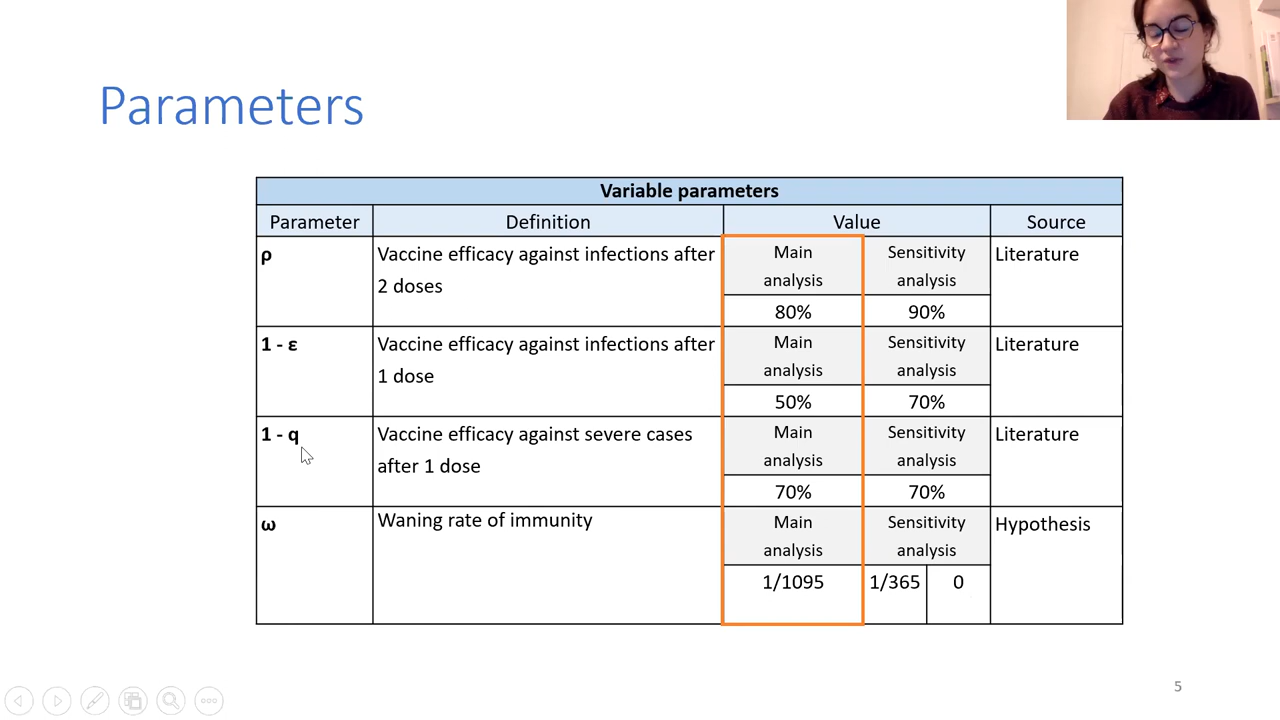 Parameters
Variable parameters
Parameter Definition Value Source
ρ Vaccine efficacy against infections after 2 doses Main analysis Sensitivity analysis Literature
80% 90%
1 - ε Vaccine efficacy against infections after 1 dose Main analysis Sensitivity analysis Literature
50% 70%
1 - q Vaccine efficacy against severe cases after 1 dose Main analysis Sensitivity analysis Literature
70% 70%
ω Waning rate of immunity Main analysis Sensitivity analysis Hypothesis
1/1095 1/365 0
5